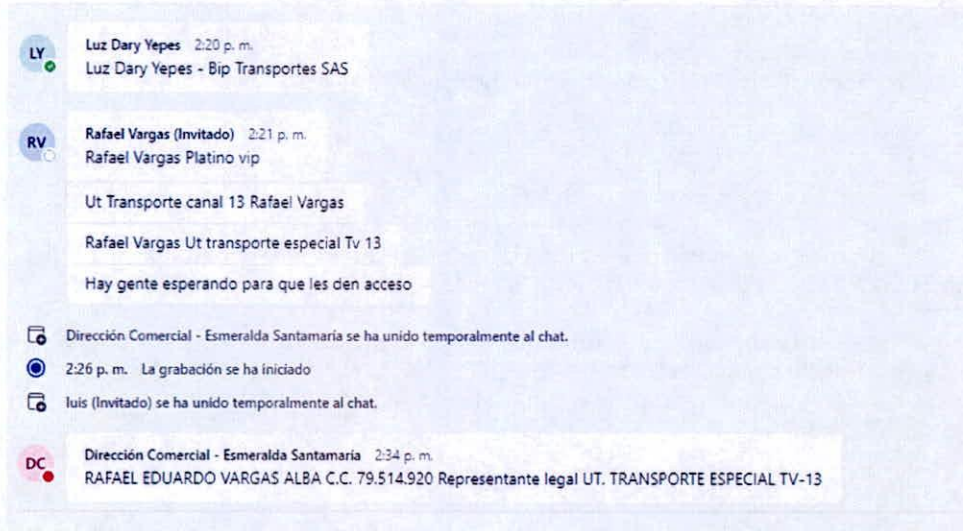 LY
Luz Dary Yepes 2:20 p. m.
Luz Dary Yepes - Bip Transportes SAS
RV
Rafael Vargas (Invitado) 2:21 p. m.
Rafael Vargas Platino vip
Ut Transporte canal 13 Rafael Vargas
Rafael Vargas Ut transporte especial Tv 13
Hay gente esperando para que les den acceso
Dirección Comercial - Esmeralda Santamaría se ha unido temporalmente al chat.
2:26 p. m. La grabación se ha iniciado
luis (Invitado) se ha unido temporalmente al chat.
DC
Dirección Comercial - Esmeralda Santamaría 2:34 p. m.
RAFAEL EDUARDO VARGAS ALBA C.C. 79.514.920 Representante legal UT. TRANSPORTE ESPECIAL TV-13